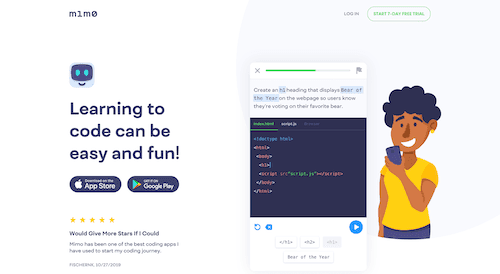 mimo
LOG IN
START 7-DAY FREE TRIAL
Learning to
code can be
easy and fun!
Download on the
App Store
GET IT ON
Google Play
Would Give More Stars If I Could
Mimo has been one of the best coding apps I
have used to start my coding journey.
FISCHERMK, 10/27/2019
Create an h1 heading that displays Bear of
the Year on the webpage so users know
they're voting on their favorite bear.
index.html script.js
<!doctype html>
<html>
<body>
<h1>
<script src="script.js"></script>
</body>
</html>
</h1> <h2> <h1>
Bear of the Year